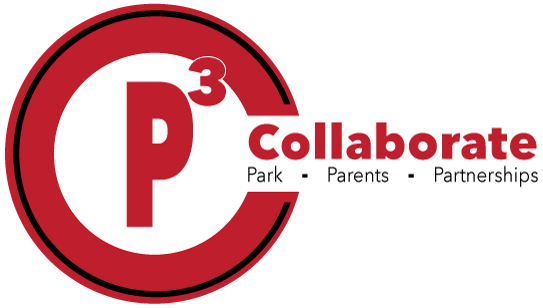 P³
Collaborate
Park - Parents - Partnerships